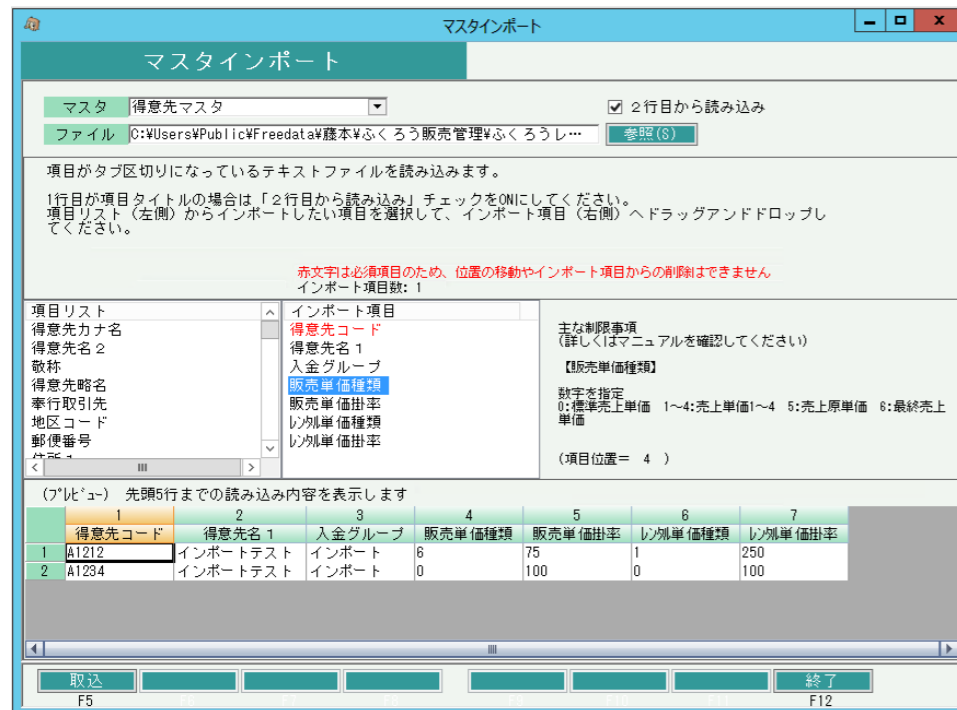 マスタインポート
マスタインポート
マスタ 得意先マスタ
２行目から読み込み
ファイル C:¥Users¥Public¥Freedata¥藤本¥ふくろう販売管理¥ふくろうレ… 参照(S)
項目がタブ区切りになっているテキストファイルを読み込みます。
1行目が項目タイトルの場合は「２行目から読み込み」チェックをONにしてください。
項目リスト（左側）からインポートしたい項目を選択して、インポート項目（右側）へドラッグアンドドロップし
てください。
赤文字は必須項目のため、位置の移動やインポート項目からの削除はできません
インポート項目数: 1
項目リスト
得意先カナ名
得意先名２
敬称
得意先略名
奉行取引先
地区コード
郵便番号
住所１
インポート項目
得意先コード
得意先名１
入金グループ
販売単価種類
販売単価掛率
ﾚﾝﾀﾙ単価種類
ﾚﾝﾀﾙ単価掛率
主な制限事項
（詳しくはマニュアルを確認してください）
【販売単価種類】
数字を指定
0:標準売上単価 1～4:売上単価1～4 5:売上原単価 6:最終売上
単価
（項目位置＝ 4 ）
(ﾌﾟﾚﾋﾞｭｰ) 先頭5行までの読み込み内容を表示します
1 2 3 4 5 6 7
得意先コード 得意先名１ 入金グループ 販売単価種類 販売単価掛率 ﾚﾝﾀﾙ単価種類 ﾚﾝﾀﾙ単価掛率
1 A1212 インポートテスト インポート 6 75 1 250
2 A1234 インポートテスト インポート 0 100 0 100
取込 終了
F5 F6 F7 F8 F9 F10 F11 F12